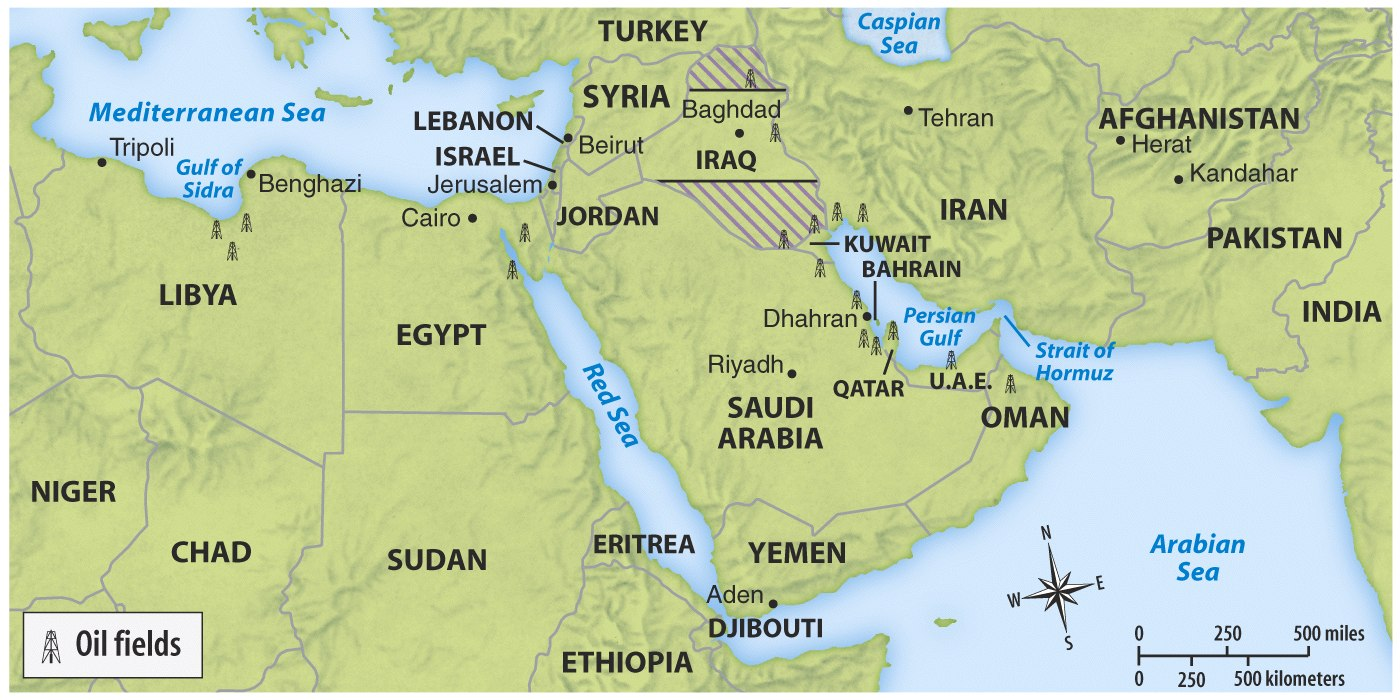 TURKEY
Caspian
Sea
SYRIA
Baghdad
Mediterranean Sea
LEBANON
Beirut
Tehran
AFGHANISTAN
Herat
Tripoli
Gulf of
Sidra
Benghazi
ISRAEL
Jerusalem
IRAQ
Kandahar
Cairo
JORDAN
IRAN
PAKISTAN
KUWAIT
BAHRAIN
LIBYA
EGYPT
Dhahran
Persian
Gulf
INDIA
Strait of
Hormuz
Riyadh
QATAR
U.A.E.
Red Sea
SAUDI
ARABIA
OMAN
NIGER
CHAD
SUDAN
ERITREA
YEMEN
Arabian
Sea
Aden
DJIBOUTI
ETHIOPIA
N
W
E
S
Oil fields
0 250 500 miles
0 250 500 kilometers